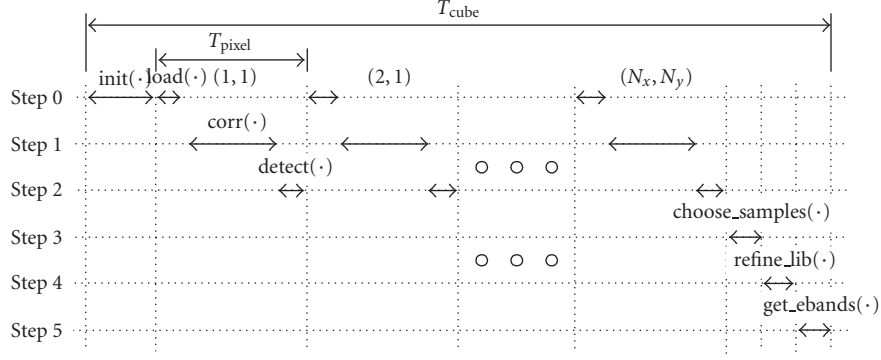 T_cube
T_pixel
init(·) load(·) (1, 1) (2, 1) (N_x, N_y)
Step 0
corr(·)
Step 1
detect(·)
Step 2
choose_samples(·)
Step 3
refine_lib(·)
Step 4
get_ebands(·)
Step 5